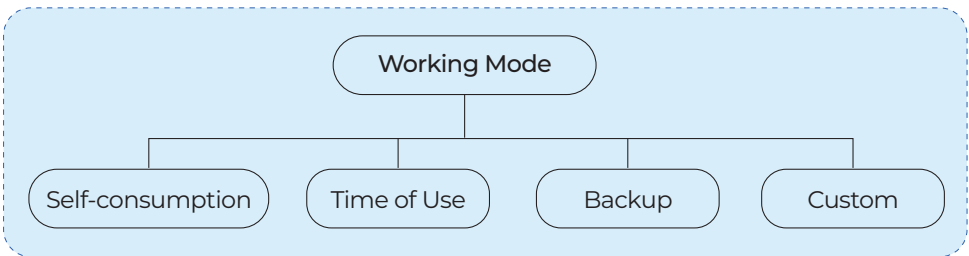 Working Mode
Self-consumption
Time of Use
Backup
Custom